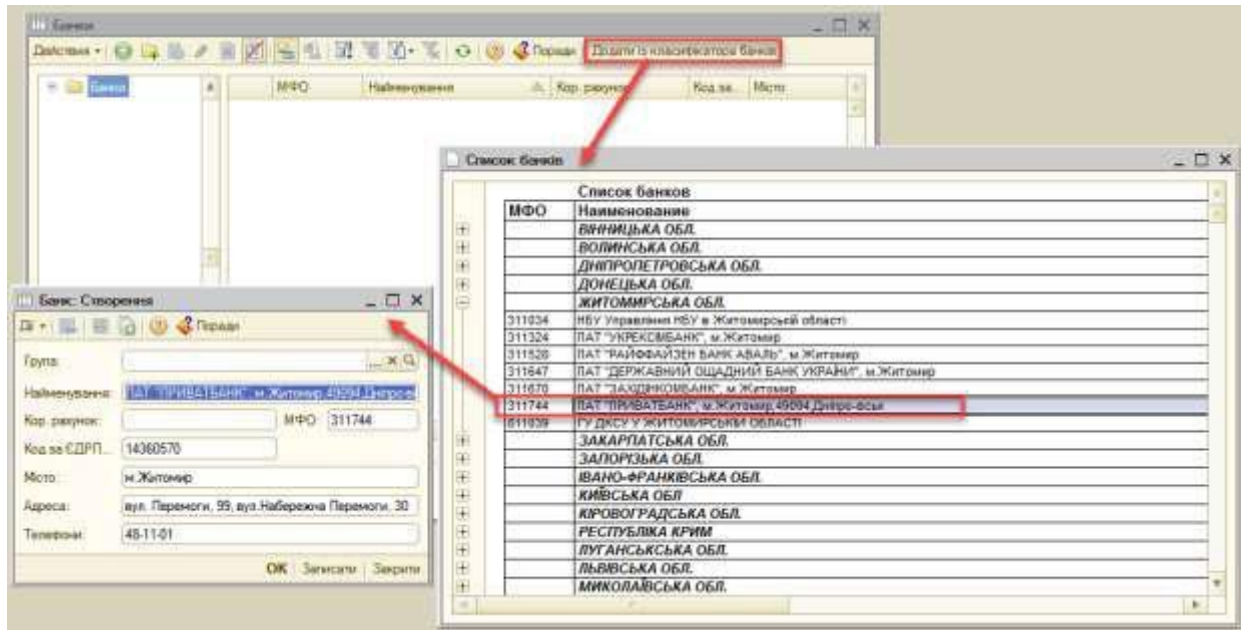 Банки
Действия
Поради
Додати із класифікатора банків
Банки
МФО Найменування Кор. рахунок Код за... Місто
Список банків
Список банков
МФО Наименование
ВІННИЦЬКА ОБЛ.
ВОЛИНСЬКА ОБЛ.
ДНІПРОПЕТРОВСЬКА ОБЛ.
ДОНЕЦЬКА ОБЛ.
ЖИТОМИРСЬКА ОБЛ.
311034 НБУ Управління НБУ в Житомирській області
311324 ПАТ "УКРЕКСІМБАНК", м.Житомир
311528 ПАТ "РАЙФФАЙЗЕН БАНК АВАЛЬ", м.Житомир
311647 ПАТ "ДЕРЖАВНИЙ ОЩАДНИЙ БАНК УКРАЇНИ", м.Житомир
311670 ПАТ "ЗАХІДІНКОМБАНК", м.Житомир
311744 ПАТ "ПРИВАТБАНК", м.Житомир,49094,Дніпро-вськ
811039 ГУ ДКСУ У ЖИТОМИРСЬКІЙ ОБЛАСТІ
ЗАКАРПАТСЬКА ОБЛ.
ЗАПОРІЗЬКА ОБЛ.
ІВАНО-ФРАНКІВСЬКА ОБЛ.
КИЇВСЬКА ОБЛ
КІРОВОГРАДСЬКА ОБЛ.
РЕСПУБЛІКА КРИМ
ЛУГАНСЬКСЬКА ОБЛ.
ЛЬВІВСЬКА ОБЛ.
МИКОЛАЇВСЬКА ОБЛ.
Банк: Створення
Дії
Поради
Група:
Найменування: ПАТ "ПРИВАТБАНК", м.Житомир,49094,Дніпро-в
Кор. рахунок: МФО 311744
Код за ЄДРП... 14360570
Місто: м.Житомир
Адреса: вул. Перемоги, 99, вул.Набережна Перемоги, 30
Телефони: 48-11-01
OK Записати Закрити